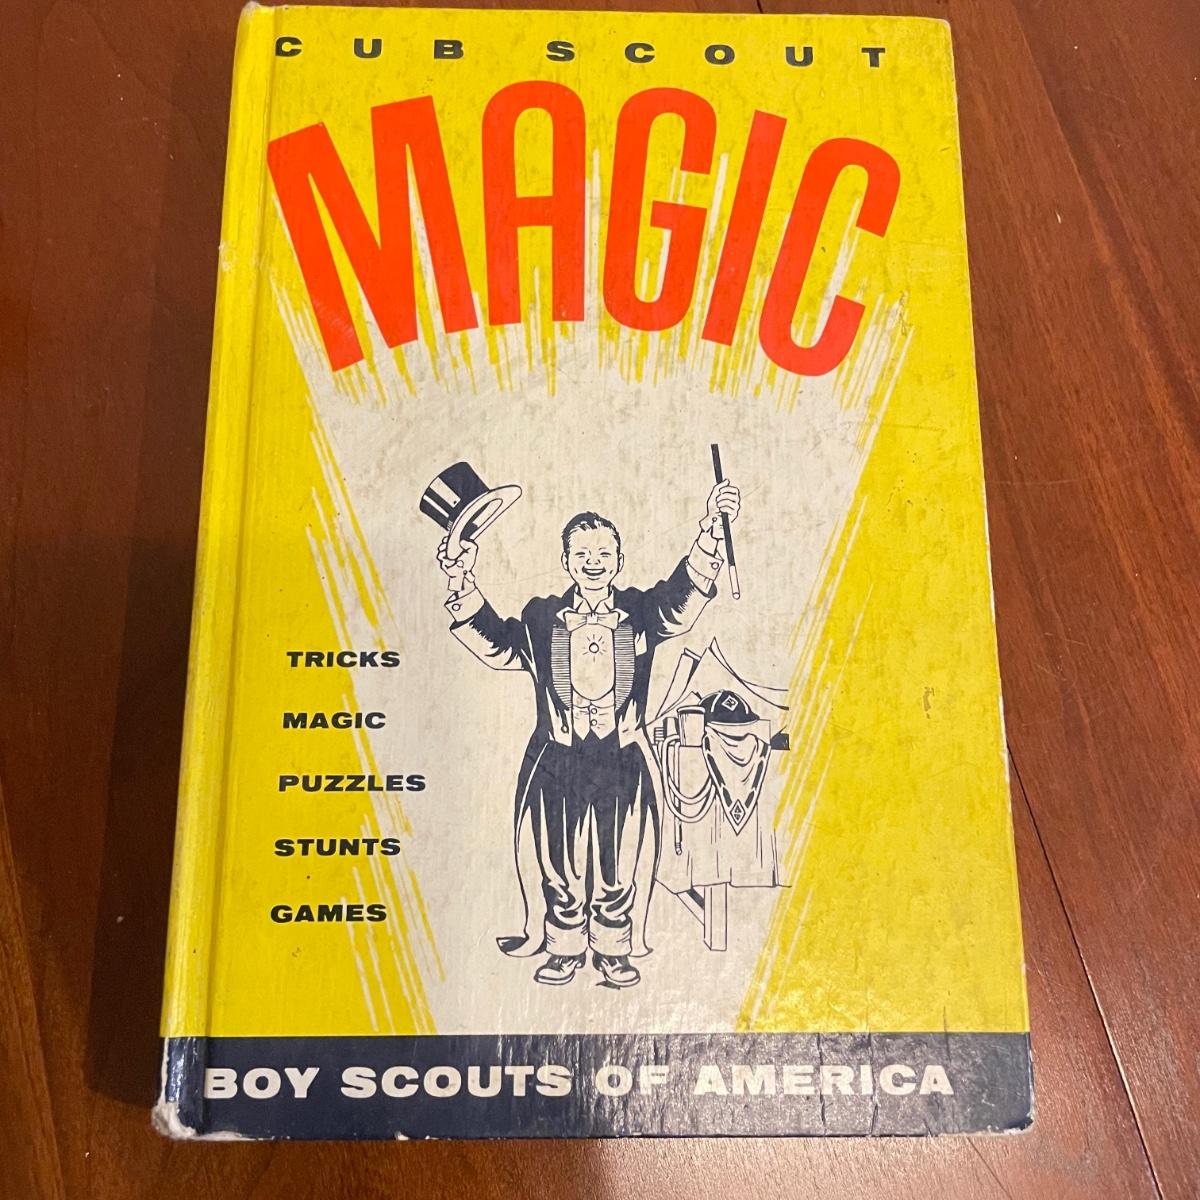 CUB SCOUT
MAGIC
TRICKS
MAGIC
PUZZLES
STUNTS
GAMES
BOY SCOUTS OF AMERICA